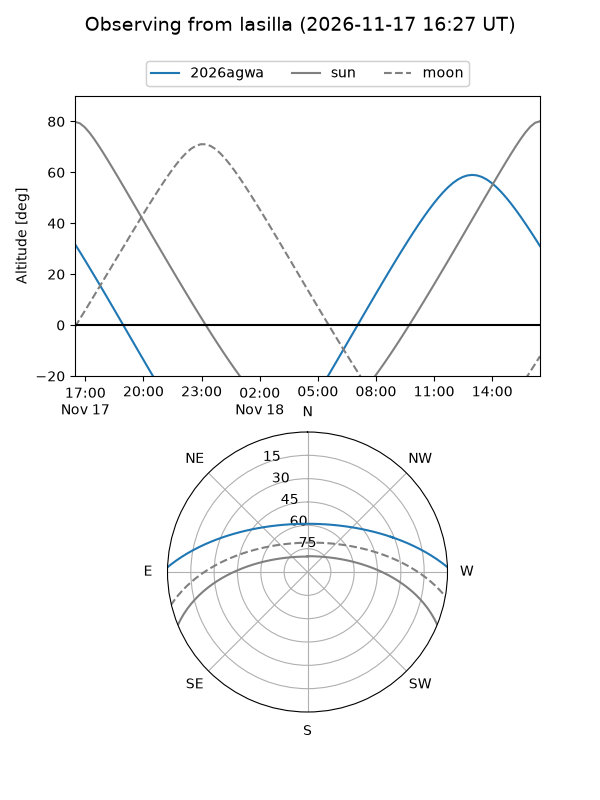 Observing from lasilla (2026-11-17 16:27 UT)
2026agwa sun moon
Altitude [deg]
80
60
40
20
0
−20
17:00 20:00 23:00 02:00 05:00 08:00 11:00 14:00
Nov 17 Nov 18
N
NE NW
15
30
45
60
75
E W
SE SW
S